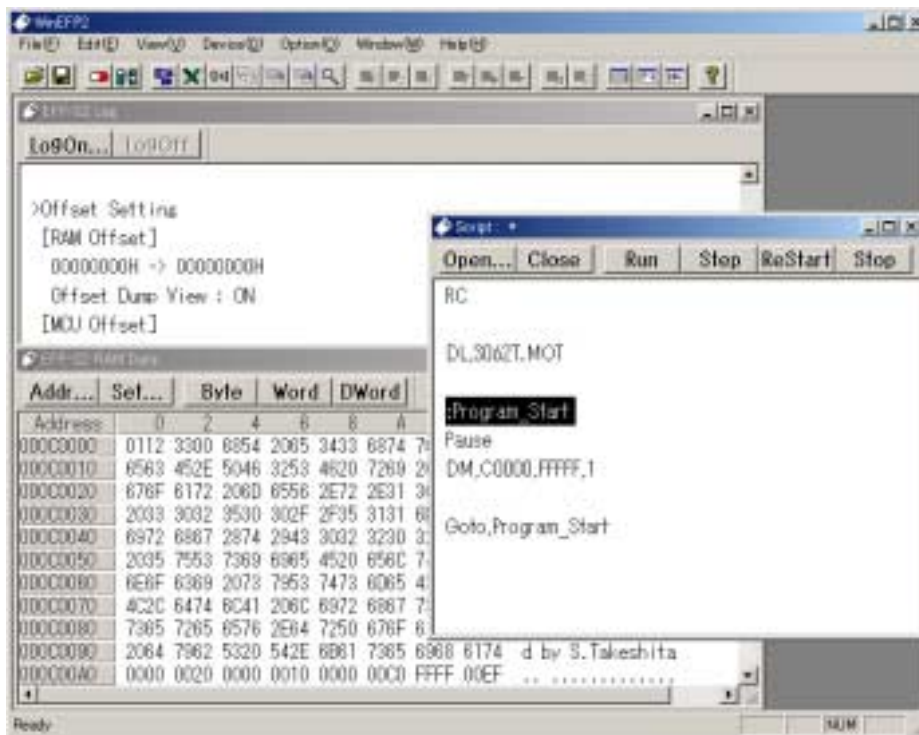 WinEFP2
File(F) Edit(E) View(V) Device(D) Option(O) Window(W) Help(H)
EFP-S2 Log
LogOn... LogOff
>Offset Setting
[RAM Offset]
00000000H -> 00000000H
Offset Dump View : ON
[MCU Offset]
Script: *
Open... Close Run Step ReStart Stop
RC
DL,3062T.MOT
:Program_Start
Pause
DM,C0000,FFFFF,1
Goto,Program_Start
Addr... Set... Byte Word DWord
Address 0 2 4 6 8 A
000C0000 0112 3300 6854 2065 3433 6874
000C0010 6563 452E 5046 3253 4620 7269
000C0020 676F 6172 206D 6556 2E72 2E31
000C0030 2033 3032 3530 302F 2F35 3131
000C0040 6972 6867 2874 2943 3032 3230
000C0050 2035 7553 7369 6965 4520 656C
000C0060 6E6F 6369 2073 7953 7473 6D65
000C0070 4C2C 6474 6C41 206C 6972 6867
000C0080 7365 7265 6576 2E64 7250 676F
000C0090 2064 7962 5320 542E 6B61 7365 6968 6174 d by S.Takeshita
000C00A0 0000 0020 0000 0010 0000 00C0 FFFF 00EF .. .............
Ready NUM